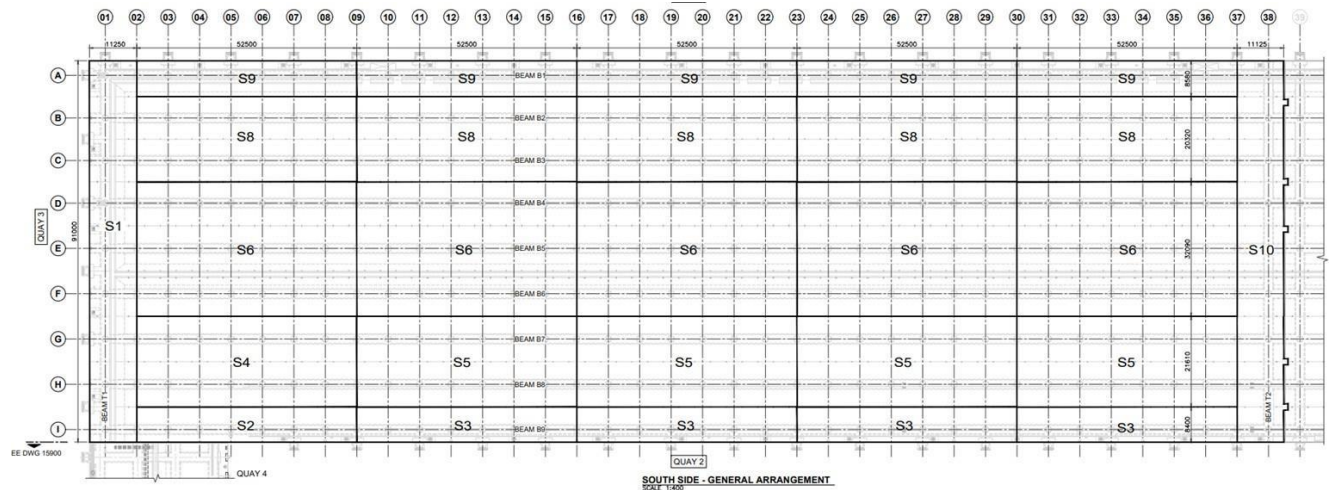 01 02 03 04 05 06 07 08 09 10 11 12 13 14 15 16 17 18 19 20 21 22 23 24 25 26 27 28 29 30 31 32 33 34 35 36 37 38 39
11250 52500 52500 52500 52500 52500 11125
A S9 S9 BEAM B1 S9 S9 S9 8580
B BEAM B2
S8 S8 S8 S8 S8 20320
C BEAM B3
D BEAM B4
QUAY 3 91000 S1
E S6 S6 BEAM B5 S6 S6 S6 32090 S10
F BEAM B6
G BEAM B7
S4 S5 S5 S5 S5 21610
H BEAM B8
BEAM T1 BEAM T2
I S2 S3 BEAM B9 S3 S3 S3 8400
EE DWG 15900
QUAY 4
QUAY 2
SOUTH SIDE - GENERAL ARRANGEMENT
SCALE 1:400